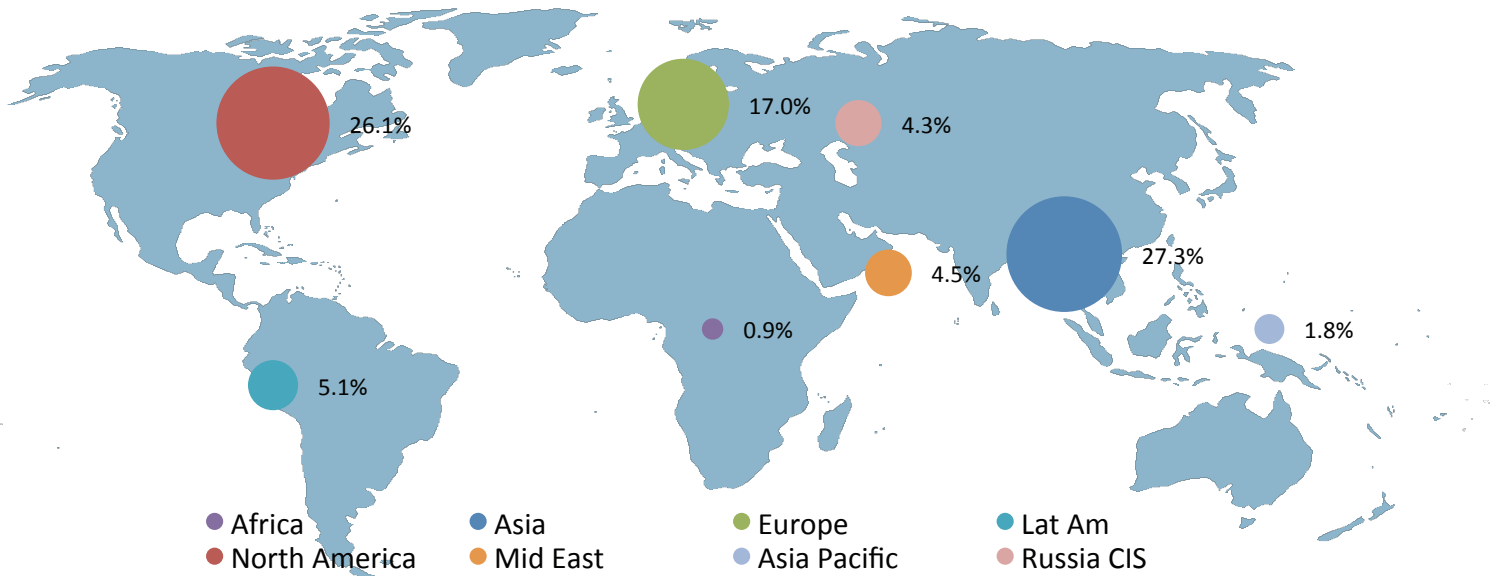 26.1%
17.0%
4.3%
27.3%
4.5%
0.9%
1.8%
5.1%
Africa
Asia
Europe
Lat Am
North America
Mid East
Asia Pacific
Russia CIS